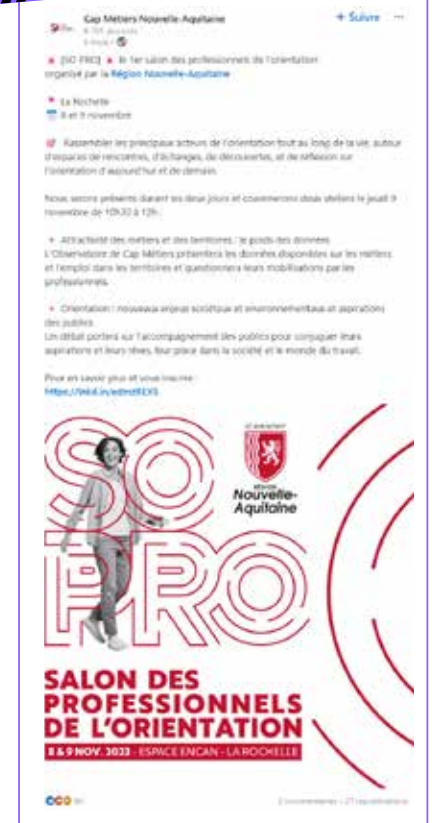 Cap Métiers Nouvelle-Aquitaine
+ Suivre ...
[SO PRO] le 1er salon des professionnels de l'orientation
organisé par la Région Nouvelle-Aquitaine
La Rochelle
8 et 9 novembre
Rassembler les principaux acteurs de l'orientation tout au long de la vie, autour
d'espaces de rencontres, d'échanges, de découvertes, et de réflexion sur
l'orientation d'aujourd'hui et de demain.
Nous serons présents durant les deux jours et coanimerons deux ateliers le jeudi 9
novembre de 10h30 à 12h :
Attractivité des métiers et des territoires : le poids des données
L'Observatoire de Cap Métiers présentera les données disponibles sur les métiers
et l'emploi dans les territoires et questionnera leurs mobilisations par les
professionnels.
Orientation : nouveaux enjeux sociétaux et environnementaux et aspirations
des publics
Un débat portera sur l'accompagnement des publics pour conjuguer leurs
aspirations et leurs rêves, leur place dans la société et le monde du travail.
Pour en savoir plus et vous inscrire :
SO
PRO
RÉGION
Nouvelle-
Aquitaine
SALON DES
PROFESSIONNELS
DE L'ORIENTATION
8 & 9 NOV. 2023 - ESPACE ENCAN - LA ROCHELLE